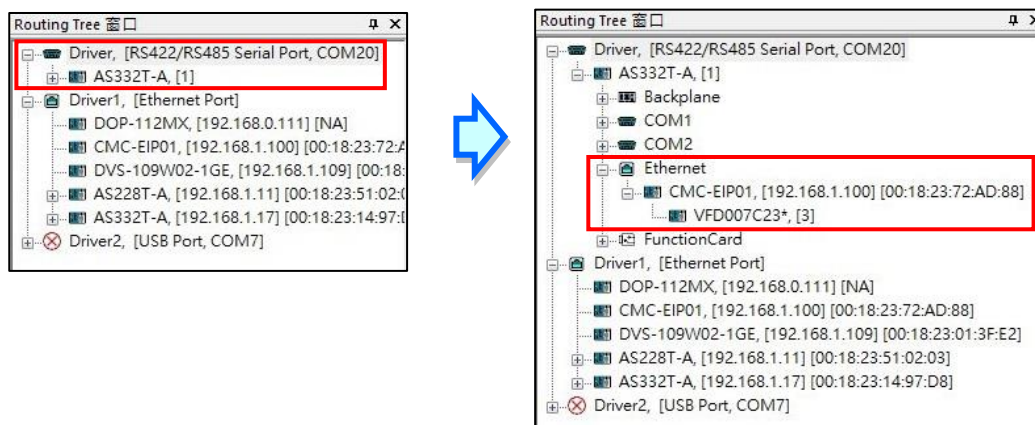 Routing Tree 窗口
Driver, [RS422/RS485 Serial Port, COM20]
AS332T-A, [1]
Driver1, [Ethernet Port]
DOP-112MX, [192.168.0.111] [NA]
CMC-EIP01, [192.168.1.100] [00:18:23:72:A
DVS-109W02-1GE, [192.168.1.109] [00:18:
AS228T-A, [192.168.1.11] [00:18:23:51:02:0
AS332T-A, [192.168.1.17] [00:18:23:14:97:D
Driver2, [USB Port, COM7]
Routing Tree 窗口
Driver, [RS422/RS485 Serial Port, COM20]
AS332T-A, [1]
Backplane
COM1
COM2
Ethernet
CMC-EIP01, [192.168.1.100] [00:18:23:72:AD:88]
VFD007C23*, [3]
FunctionCard
Driver1, [Ethernet Port]
DOP-112MX, [192.168.0.111] [NA]
CMC-EIP01, [192.168.1.100] [00:18:23:72:AD:88]
DVS-109W02-1GE, [192.168.1.109] [00:18:23:01:3F:E2]
AS228T-A, [192.168.1.11] [00:18:23:51:02:03]
AS332T-A, [192.168.1.17] [00:18:23:14:97:D8]
Driver2, [USB Port, COM7]